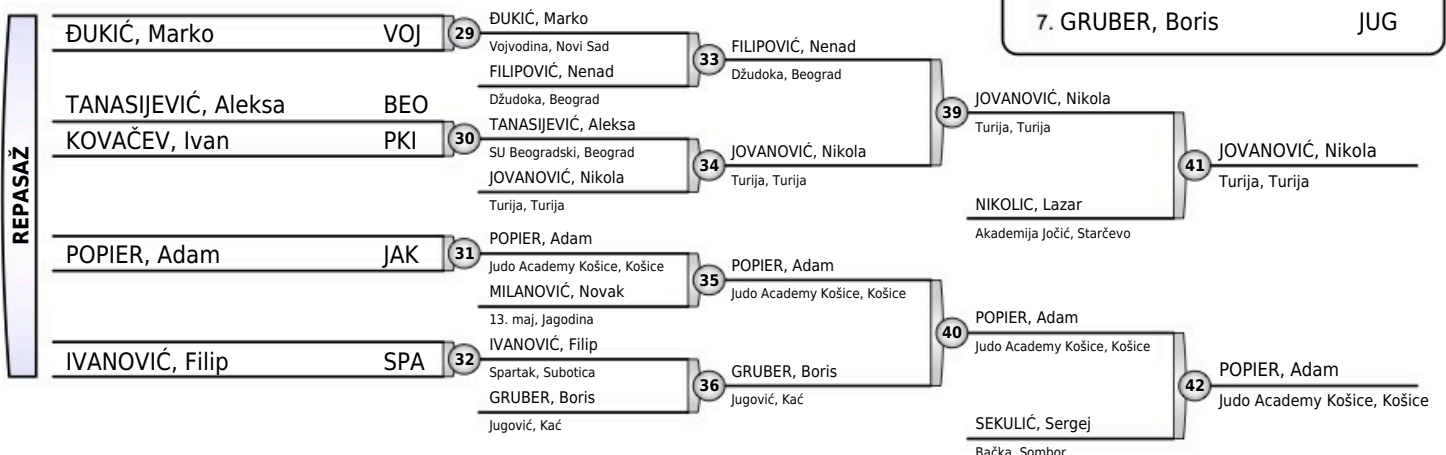 7. GRUBER, Boris JUG
REPASAŽ
ĐUKIĆ, Marko VOJ
TANASIJEVIĆ, Aleksa BEO
KOVAČEV, Ivan PKI
POPIER, Adam JAK
IVANOVIĆ, Filip SPA
29
30
31
32
ĐUKIĆ, Marko
Vojvodina, Novi Sad
FILIPOVIĆ, Nenad
Džudoka, Beograd
TANASIJEVIĆ, Aleksa
SU Beogradski, Beograd
JOVANOVIĆ, Nikola
Turija, Turija
POPIER, Adam
Judo Academy Košice, Košice
MILANOVIĆ, Novak
13. maj, Jagodina
IVANOVIĆ, Filip
Spartak, Subotica
GRUBER, Boris
Jugović, Kać
33
34
35
36
FILIPOVIĆ, Nenad
Džudoka, Beograd
JOVANOVIĆ, Nikola
Turija, Turija
POPIER, Adam
Judo Academy Košice, Košice
GRUBER, Boris
Jugović, Kać
39
40
JOVANOVIĆ, Nikola
Turija, Turija
NIKOLIC, Lazar
Akademija Jočić, Starčevo
POPIER, Adam
Judo Academy Košice, Košice
SEKULIĆ, Sergej
Bačka, Sombor
41
42
JOVANOVIĆ, Nikola
Turija, Turija
POPIER, Adam
Judo Academy Košice, Košice